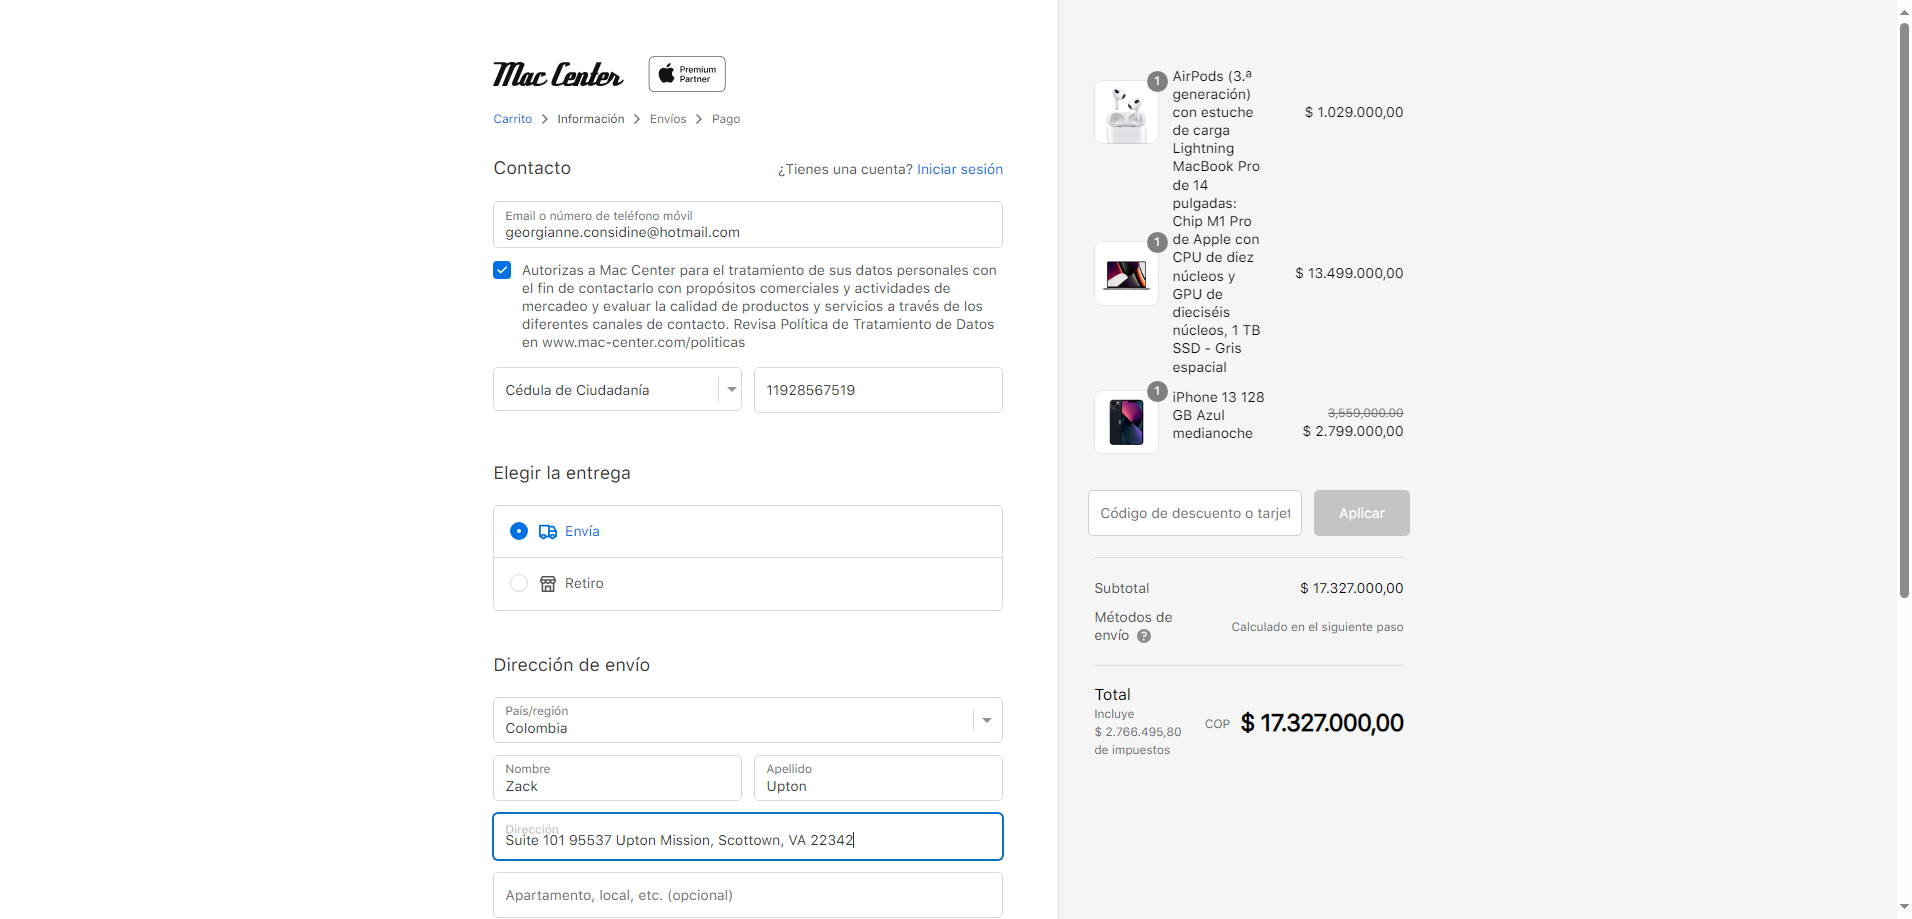 Mac Center
Premium
Partner
Carrito
Información
Envíos
Pago
Contacto
¿Tienes una cuenta? Iniciar sesión
Email o número de teléfono móvil
georgianne.considine@hotmail.com
Autorizas a Mac Center para el tratamiento de sus datos personales con
el fin de contactarlo con propósitos comerciales y actividades de
mercadeo y evaluar la calidad de productos y servicios a través de los
diferentes canales de contacto. Revisa Política de Tratamiento de Datos
en www.mac-center.com/politicas
Cédula de Ciudadanía
11928567519
Elegir la entrega
Envía
Retiro
Dirección de envío
País/región
Colombia
Nombre
Zack
Apellido
Upton
Dirección
Suite 101 95537 Upton Mission, Scottown, VA 22342
Apartamento, local, etc. (opcional)
1
AirPods (3.ª
generación)
con estuche
de carga
Lightning
$ 1.029.000,00
1
MacBook Pro
de 14
pulgadas:
Chip M1 Pro
de Apple con
CPU de diez
núcleos y
GPU de
dieciséis
núcleos, 1 TB
SSD - Gris
espacial
$ 13.499.000,00
1
iPhone 13 128
GB Azul
medianoche
3,559,000.00
$ 2.799.000,00
Código de descuento o tarjet
Aplicar
Subtotal
$ 17.327.000,00
Métodos de
envío ?
Calculado en el siguiente paso
Total
Incluye
$ 2.766.495,80
de impuestos
COP $ 17.327.000,00